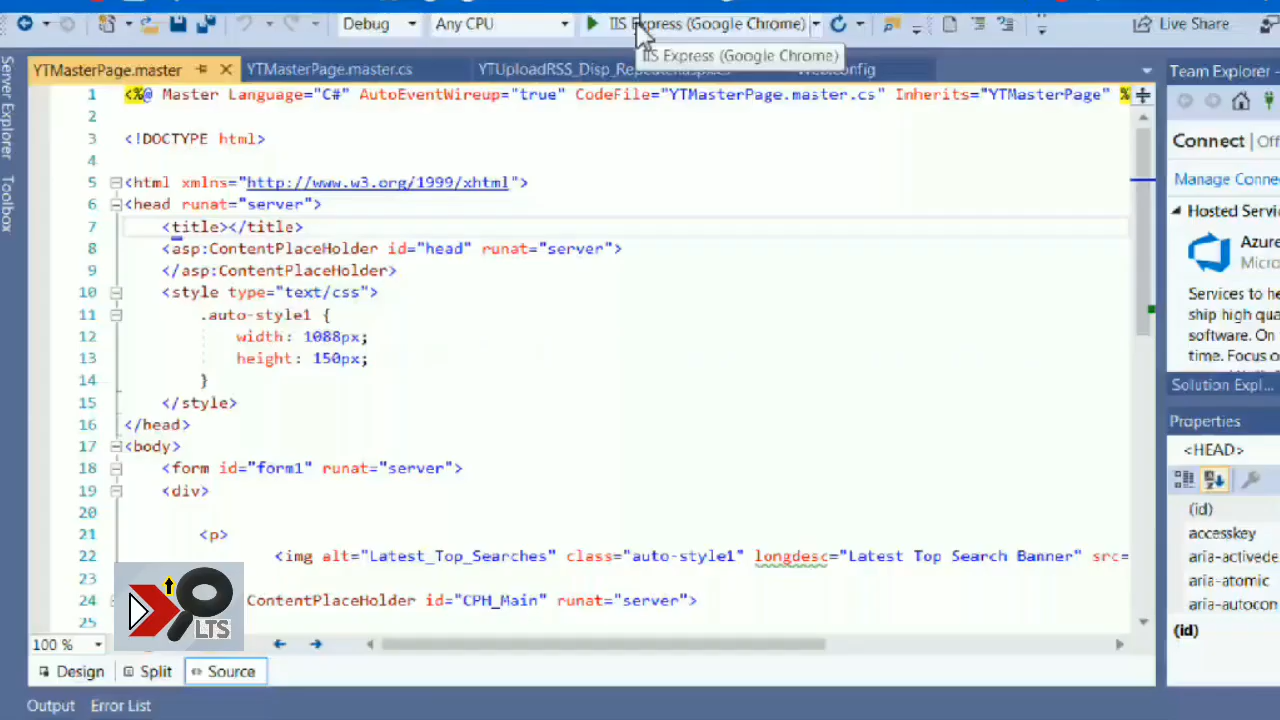 Debug Any CPU IIS Express (Google Chrome) Live Share
IIS Express (Google Chrome)
YTMasterPage.master YTMasterPage.master.cs
Server Explorer
Toolbox
1 <%@ Master Language="C#" AutoEventWireup="true" CodeFile="YTMasterPage.master.cs" Inherits="YTMasterPage" %
2
3 <!DOCTYPE html>
4
5 <html xmlns="http://www.w3.org/1999/xhtml">
6 <head runat="server">
7 <title></title>
8 <asp:ContentPlaceHolder id="head" runat="server">
9 </asp:ContentPlaceHolder>
10 <style type="text/css">
11 .auto-style1 {
12 width: 1088px;
13 height: 150px;
14 }
15 </style>
16 </head>
17 <body>
18 <form id="form1" runat="server">
19 <div>
20
21 <p>
22 <img alt="Latest_Top_Searches" class="auto-style1" longdesc="Latest Top Search Banner" src=
23
24 ContentPlaceHolder id="CPH_Main" runat="server">
25
LTS
100 %
Design Split Source
Output Error List
Team Explorer -
Connect | Off
Manage Conne
Hosted Servi
Azure
Micro
Services to he
ship high qua
software. On
time. Focus o
Solution Expl...
Properties
<HEAD>
(id)
accesskey
aria-activede
aria-atomic
aria-autocon
(id)